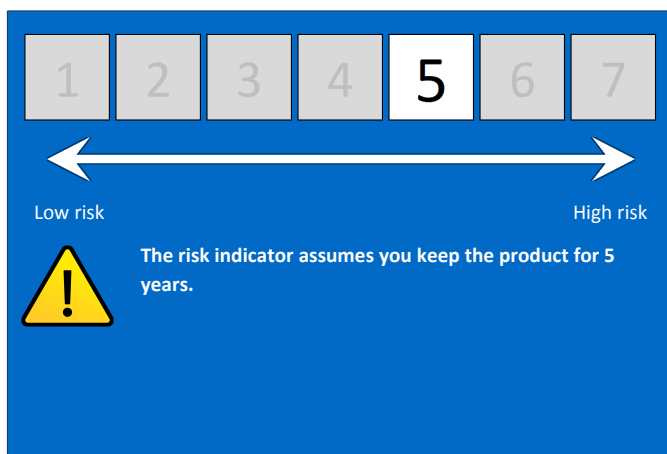 1 2 3 4 5 6 7
Low risk High risk
The risk indicator assumes you keep the product for 5
years.